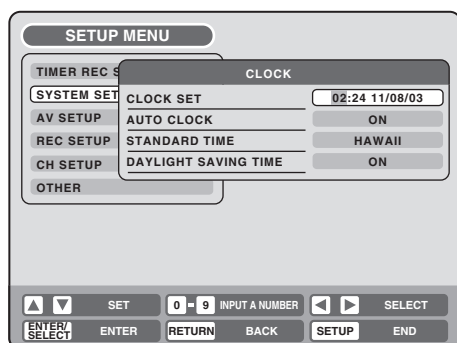 SETUP MENU
TIMER REC S
CLOCK
SYSTEM SET
CLOCK SET 02:24 11/08/03
AV SETUP
AUTO CLOCK ON
REC SETUP
STANDARD TIME HAWAII
CH SETUP
DAYLIGHT SAVING TIME ON
OTHER
SET 0 - 9 INPUT A NUMBER SELECT
ENTER/SELECT ENTER RETURN BACK SETUP END